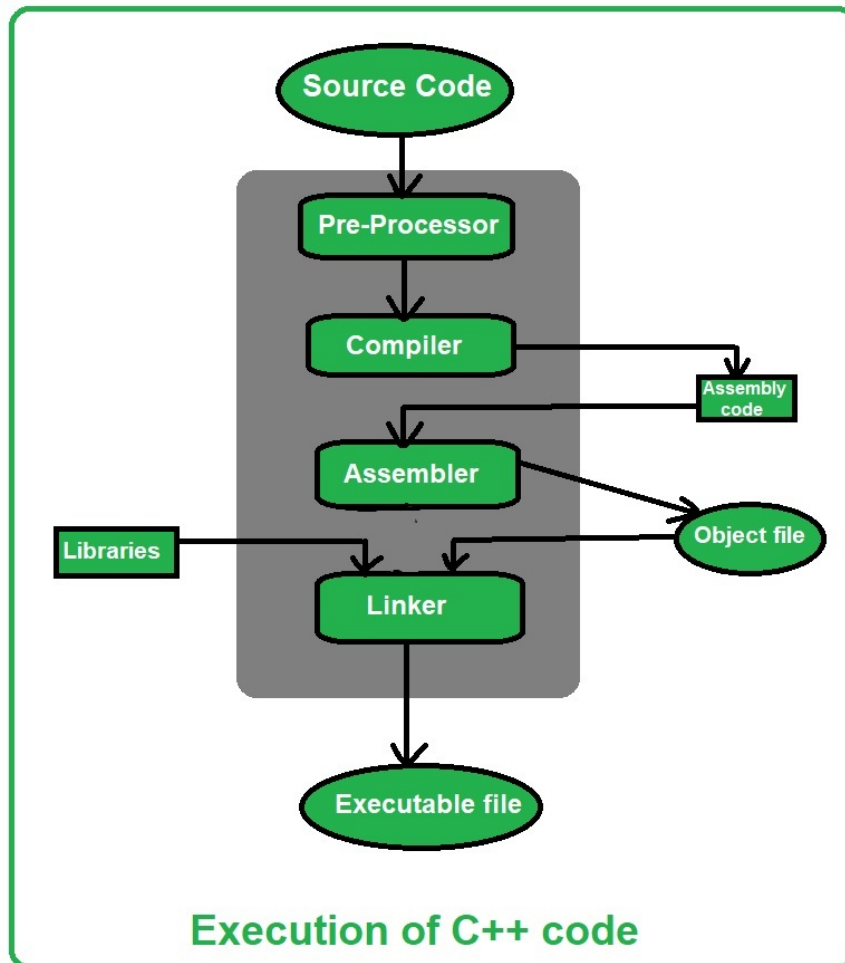 Source Code
Pre-Processor
Compiler
Assembly
code
Assembler
Object file
Libraries
Linker
Executable file
Execution of C++ code